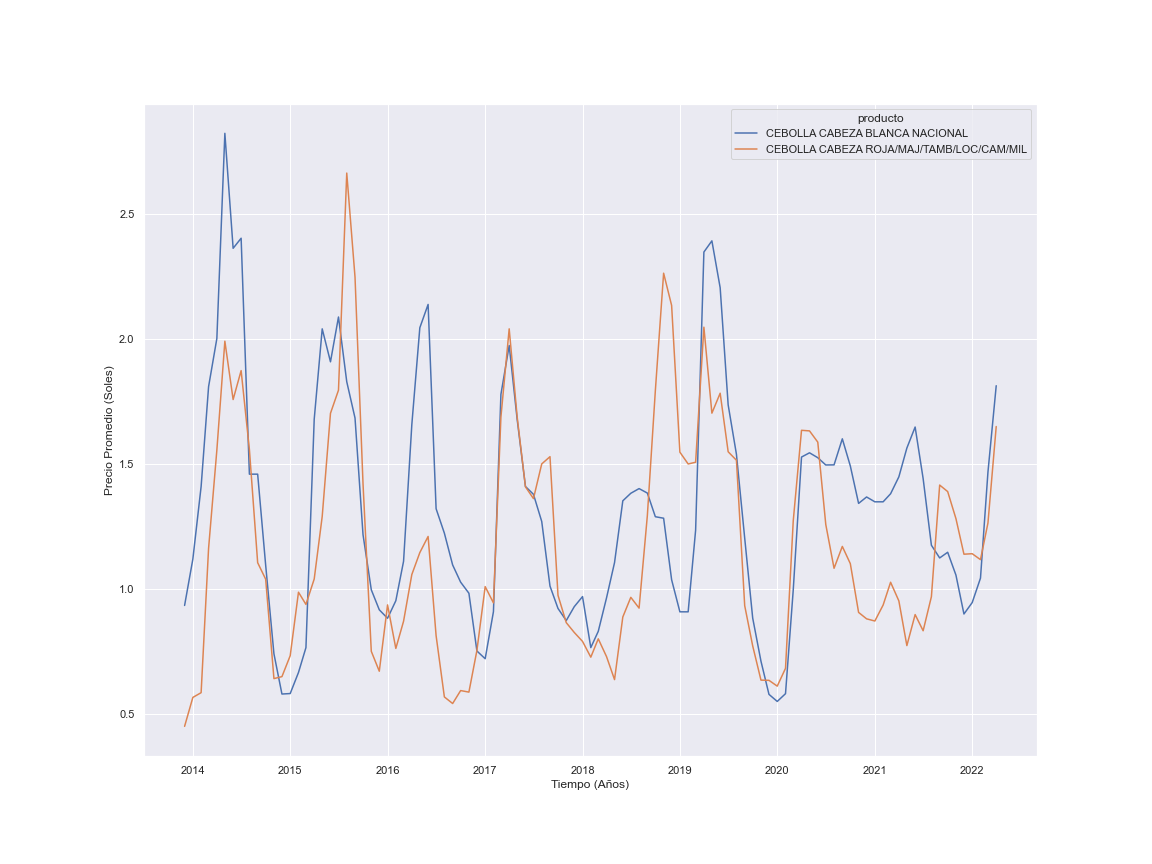 producto
CEBOLLA CABEZA BLANCA NACIONAL
CEBOLLA CABEZA ROJA/MAJ/TAMB/LOC/CAM/MIL
Precio Promedio (Soles)
2.5
2.0
1.5
1.0
0.5
2014 2015 2016 2017 2018 2019 2020 2021 2022
Tiempo (Años)